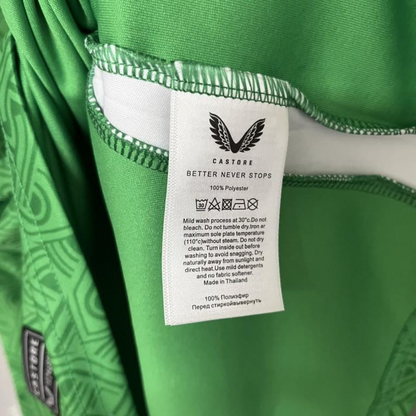 CASTORE
BETTER NEVER STOPS
100% Polyester
30
Mild wash process at 30°c.Do not
bleach. Do not tumble dry.Iron ar
maximum sole plate temperature
(110°c)without steam. Do not dry
clean. Turn inside out before
washing to avoid snagging. Dry
naturally away from sunlight and
direct heat.Use mild detergents
and no fabric softener.
Made in Thailand
100% Полиэфир
Перед стиркойвывернуть
CASTORE